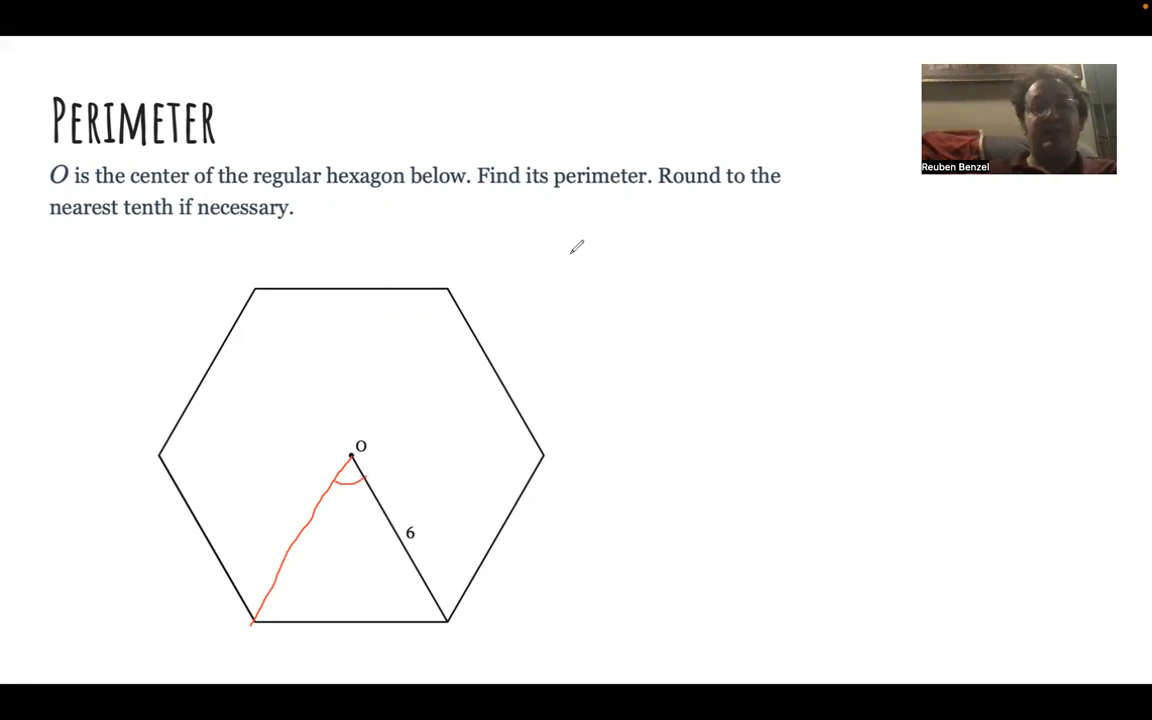 PERIMETER
O is the center of the regular hexagon below. Find its perimeter. Round to the
nearest tenth if necessary.
Reuben Benzel
O
6